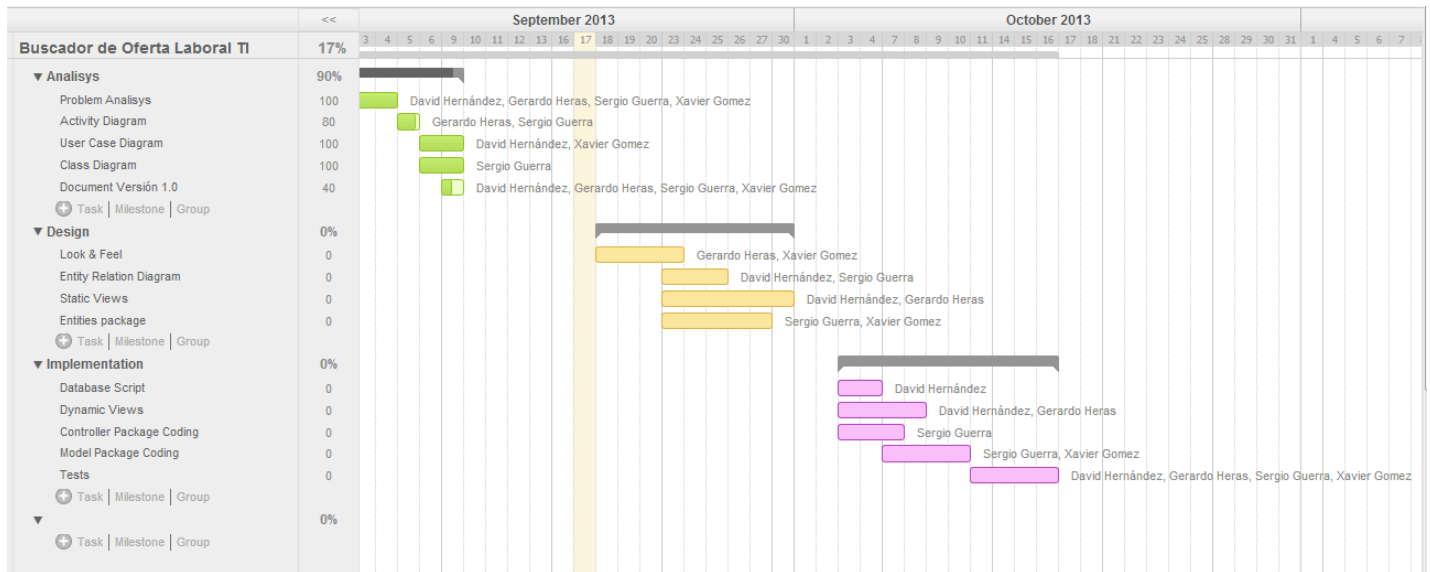 << September 2013 October 2013
Buscador de Oferta Laboral TI 17% 3 4 5 6 9 10 11 12 13 16 17 18 19 20 23 24 25 26 27 30 1 2 3 4 7 8 9 10 11 14 15 16 17 18 21 22 23 24 25 28 29 30 31 1 4 5 6 7
▼ Analisys 90%
Problem Analisys 100 David Hernández, Gerardo Heras, Sergio Guerra, Xavier Gomez
Activity Diagram 80 Gerardo Heras, Sergio Guerra
User Case Diagram 100 David Hernández, Xavier Gomez
Class Diagram 100 Sergio Guerra
Document Versión 1.0 40 David Hernández, Gerardo Heras, Sergio Guerra, Xavier Gomez
Task | Milestone | Group
▼ Design 0%
Look & Feel 0 Gerardo Heras, Xavier Gomez
Entity Relation Diagram 0 David Hernández, Sergio Guerra
Static Views 0 David Hernández, Gerardo Heras
Entities package 0 Sergio Guerra, Xavier Gomez
Task | Milestone | Group
▼ Implementation 0%
Database Script 0 David Hernández
Dynamic Views 0 David Hernández, Gerardo Heras
Controller Package Coding 0 Sergio Guerra
Model Package Coding 0 Sergio Guerra, Xavier Gomez
Tests 0 David Hernández, Gerardo Heras, Sergio Guerra, Xavier Gomez
Task | Milestone | Group
▼ 0%
Task | Milestone | Group